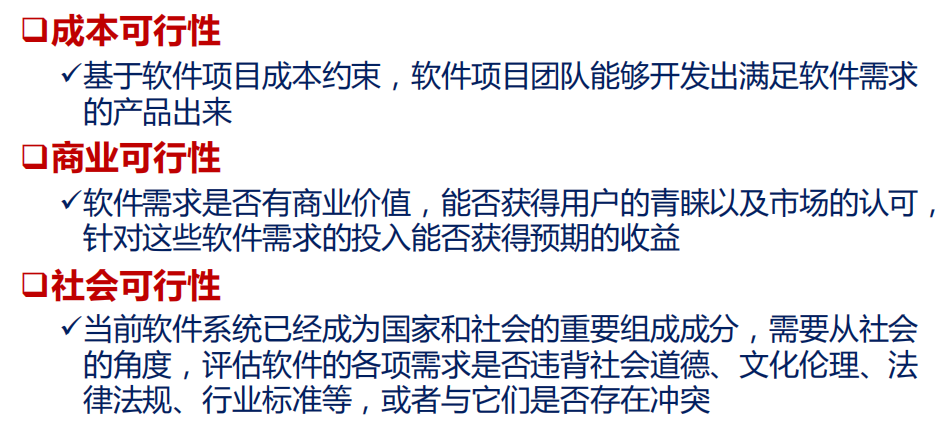 ❑成本可行性
✓基于软件项目成本约束，软件项目团队能够开发出满足软件需求
的产品出来
❑商业可行性
✓软件需求是否有商业价值，能否获得用户的青睐以及市场的认可，
针对这些软件需求的投入能否获得预期的收益
❑社会可行性
✓当前软件系统已经成为国家和社会的重要组成成分，需要从社会
的角度，评估软件的各项需求是否违背社会道德、文化伦理、法
律法规、行业标准等，或者与它们是否存在冲突